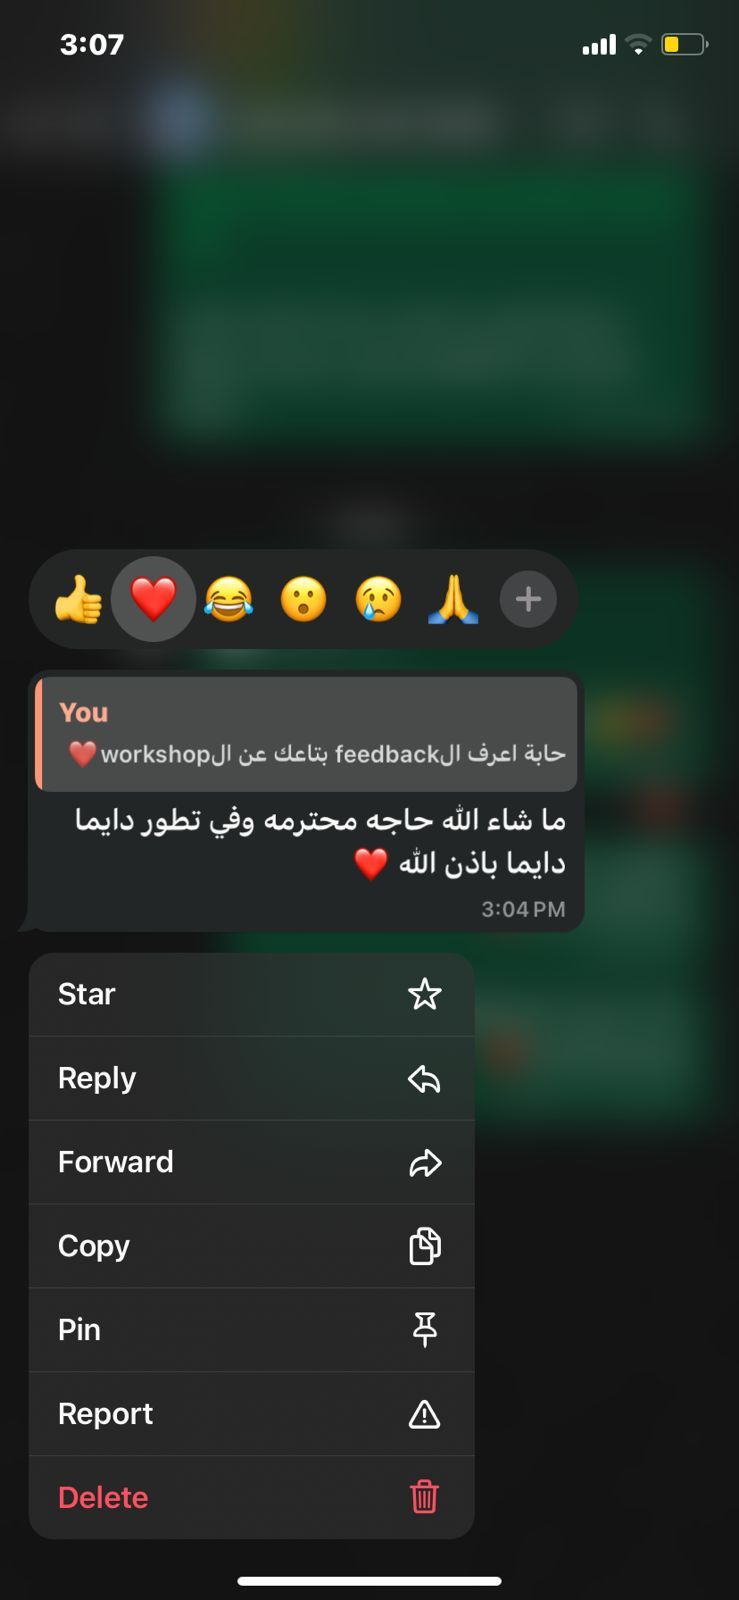 3:07
You
حابة اعرف الfeedback بتاعك عن الworkshop❤️
ما شاء الله حاجه محترمه وفي تطور دايما
دايما باذن الله ❤️
3:04 PM
Star
Reply
Forward
Copy
Pin
Report
Delete